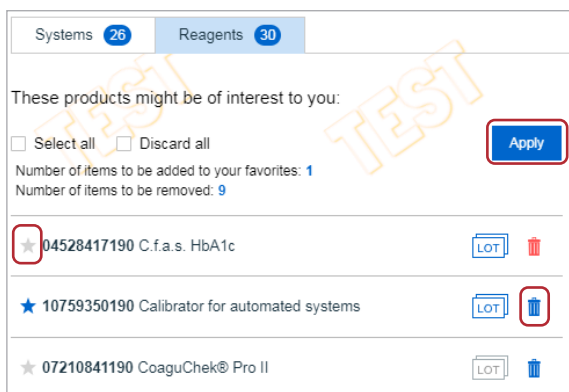 Systems 26 Reagents 30
TEST TEST
These products might be of interest to you:
Select all Discard all Apply
Number of items to be added to your favorites: 1
Number of items to be removed: 9
04528417190 C.f.a.s. HbA1c LOT
10759350190 Calibrator for automated systems LOT
07210841190 CoaguChek® Pro II LOT